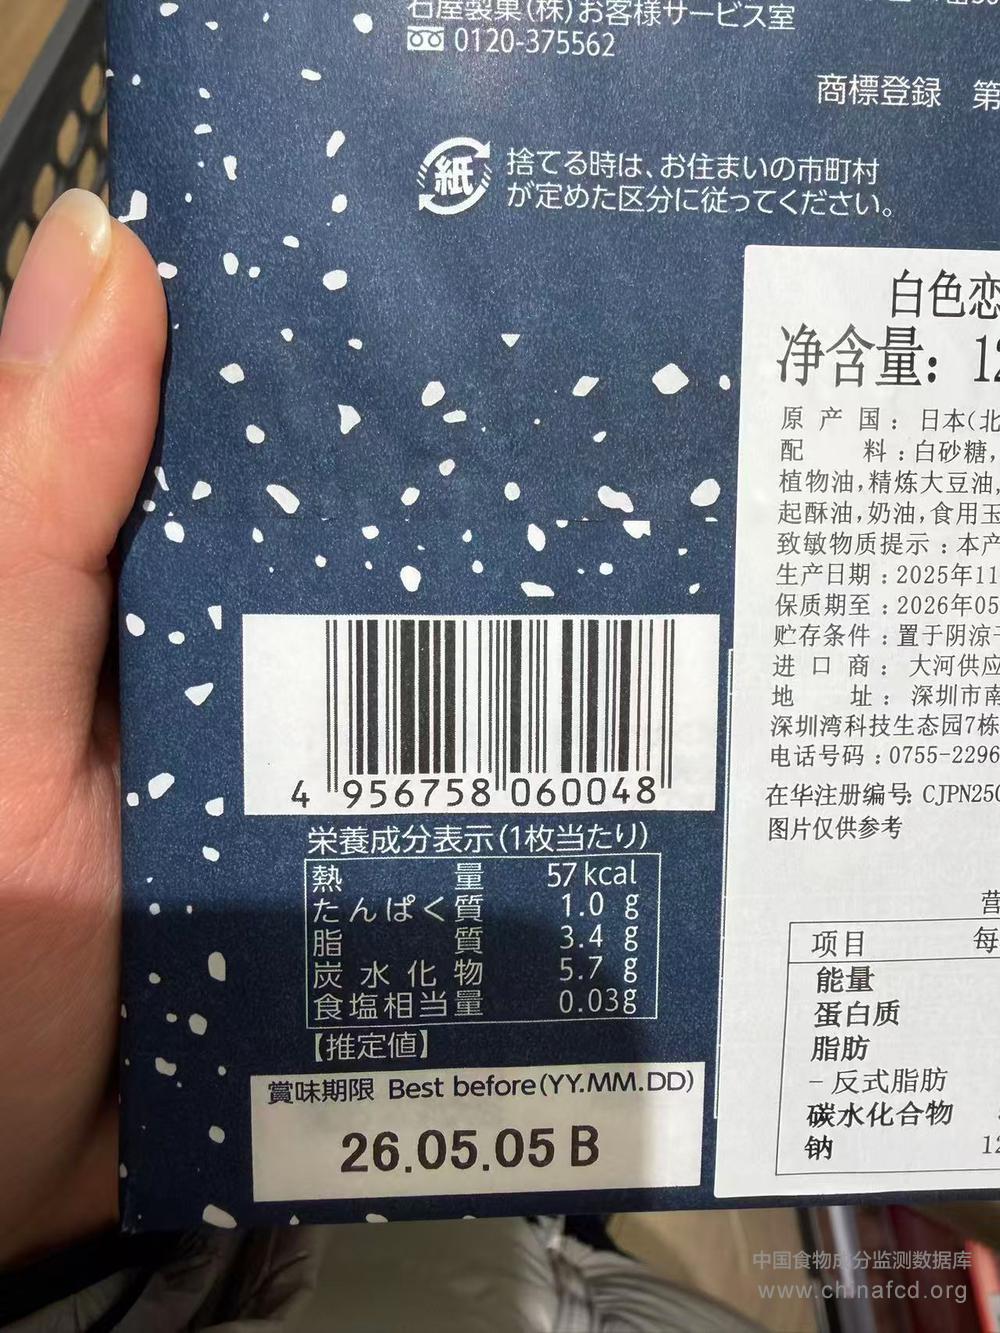 石屋製菓(株)お客様サービス室
0120-375562
商標登録 第
紙
捨てる時は、お住まいの市町村
が定めた区分に従ってください。
白色恋
净含量: 12
原产国: 日本(北
配料:白砂糖,
植物油,精炼大豆油,
起酥油,奶油,食用玉
致敏物质提示:本产
生产日期:2025年11
保质期至:2026年05
贮存条件:置于阴凉干
进口商: 大河供应
地址: 深圳市南
深圳湾科技生态园7栋
电话号码:0755-2296
在华注册编号: CJPN250
图片仅供参考
营
项目 每
能量
蛋白质
脂肪
-反式脂肪
碳水化合物
钠 12
4 956758 060048
栄養成分表示(1枚当たり)
熱量 57kcal
たんぱく質 1.0 g
脂質 3.4 g
炭水化物 5.7 g
食塩相当量 0.03g
【推定値】
賞味期限 Best before(YY.MM.DD)
26.05.05 B
中国食物成分监测数据库
www.chinafcd.org